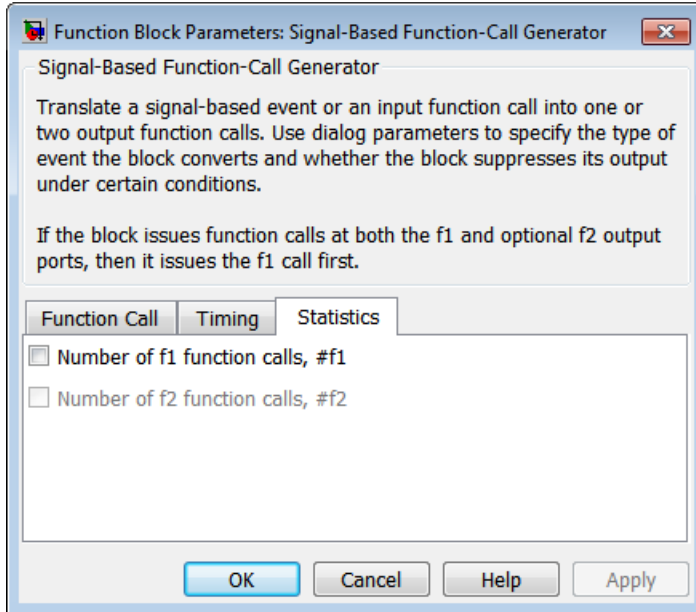 Function Block Parameters: Signal-Based Function-Call Generator
Signal-Based Function-Call Generator
Translate a signal-based event or an input function call into one or
two output function calls. Use dialog parameters to specify the type of
event the block converts and whether the block suppresses its output
under certain conditions.
If the block issues function calls at both the f1 and optional f2 output
ports, then it issues the f1 call first.
Function Call Timing Statistics
Number of f1 function calls, #f1
Number of f2 function calls, #f2
OK Cancel Help Apply